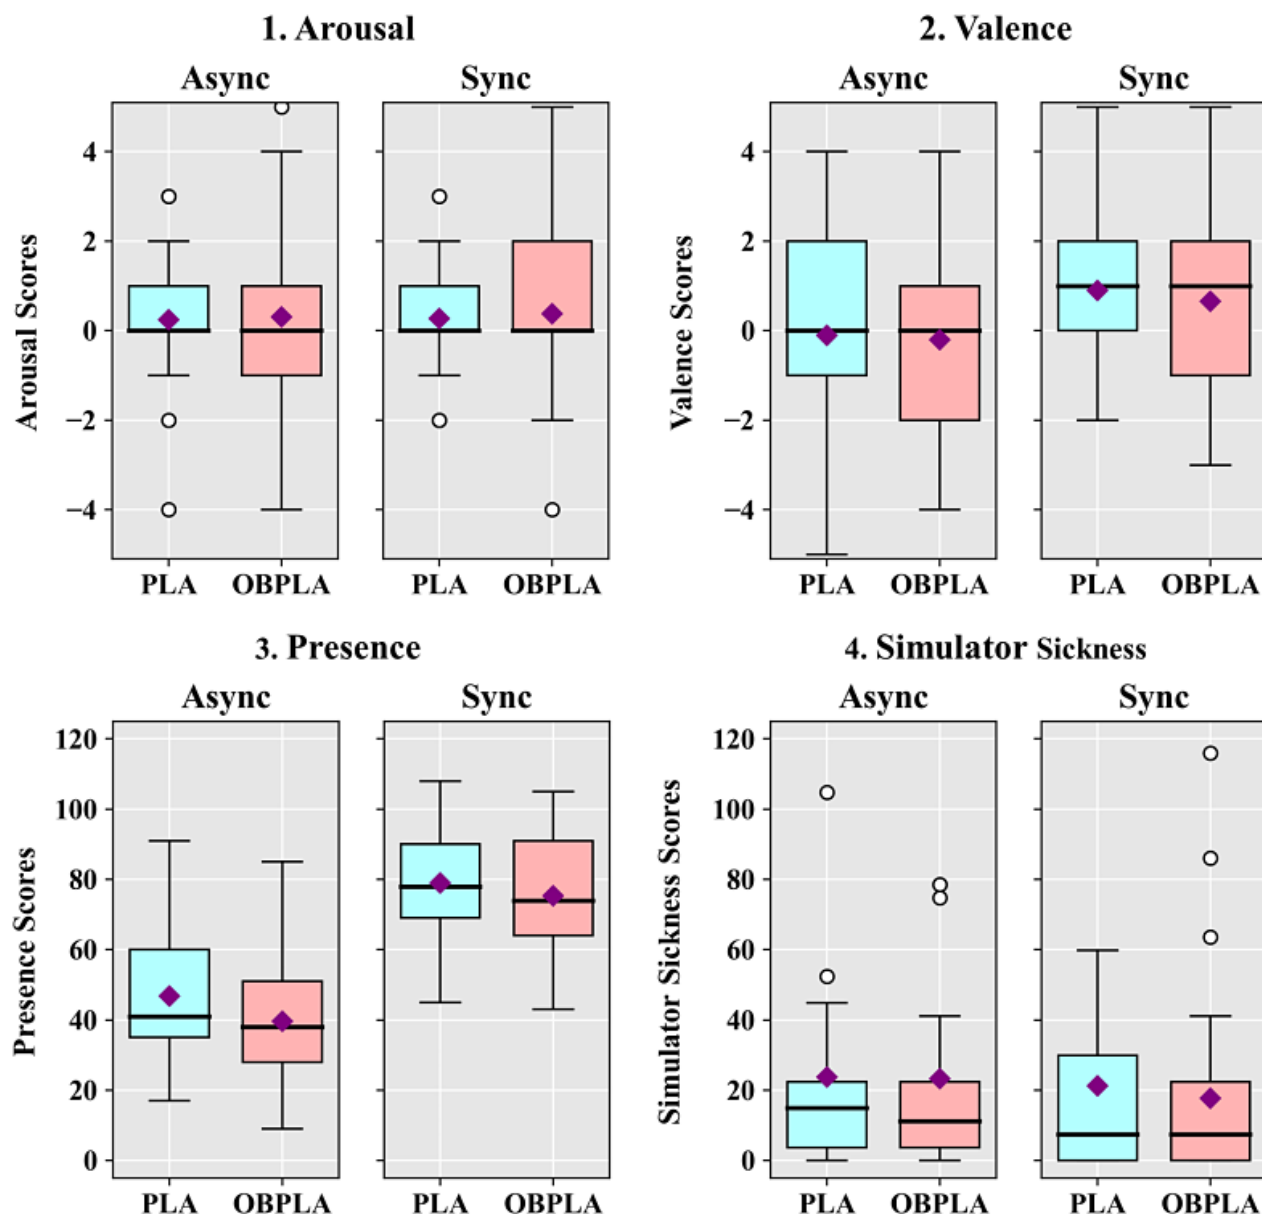 1. Arousal
2. Valence
Async
Sync
Async
Sync
Arousal Scores
4
2
0
−2
−4
Valence Scores
4
2
0
−2
−4
PLA
OBPLA
PLA
OBPLA
PLA
OBPLA
PLA
OBPLA
3. Presence
4. Simulator Sickness
Async
Sync
Async
Sync
Presence Scores
120
100
80
60
40
20
0
Simulator Sickness Scores
120
100
80
60
40
20
0
PLA
OBPLA
PLA
OBPLA
PLA
OBPLA
PLA
OBPLA